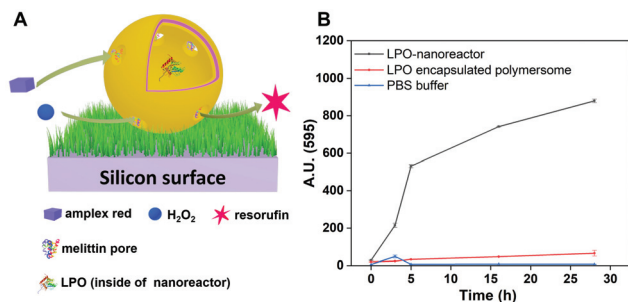 A
Silicon surface
amplex red
H₂O₂
resorufin
melittin pore
LPO (inside of nanoreactor)
B
LPO-nanoreactor
LPO encapsulated polymersome
PBS buffer
1200
1000
800
600
400
200
0
A.U. (595)
0 5 10 15 20 25 30
Time (h)